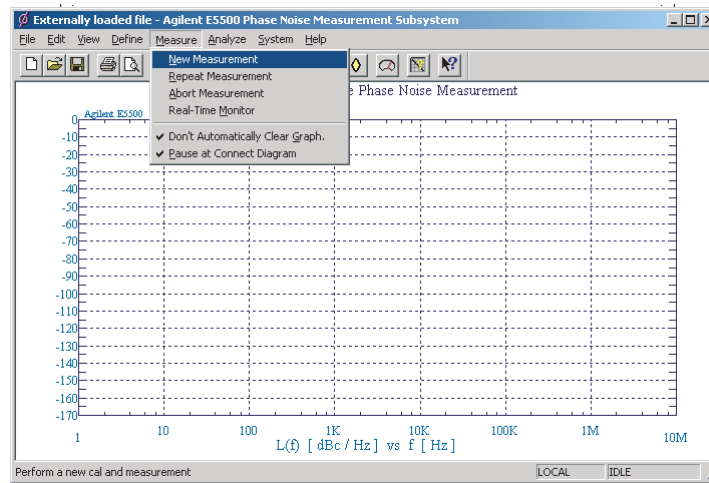 Externally loaded file - Agilent E5500 Phase Noise Measurement Subsystem
File Edit View Define Measure Analyze System Help
New Measurement
Repeat Measurement
Abort Measurement
Real-Time Monitor
✔ Don't Automatically Clear Graph.
✔ Pause at Connect Diagram
e Phase Noise Measurement
Agilent E5500
0
-10
-20
-30
-40
-50
-60
-70
-80
-90
-100
-110
-120
-130
-140
-150
-160
-170
1 10 100 1K 10K 100K 1M 10M
L(f) [ dBc / Hz ] vs f [ Hz ]
Perform a new cal and measurement LOCAL IDLE